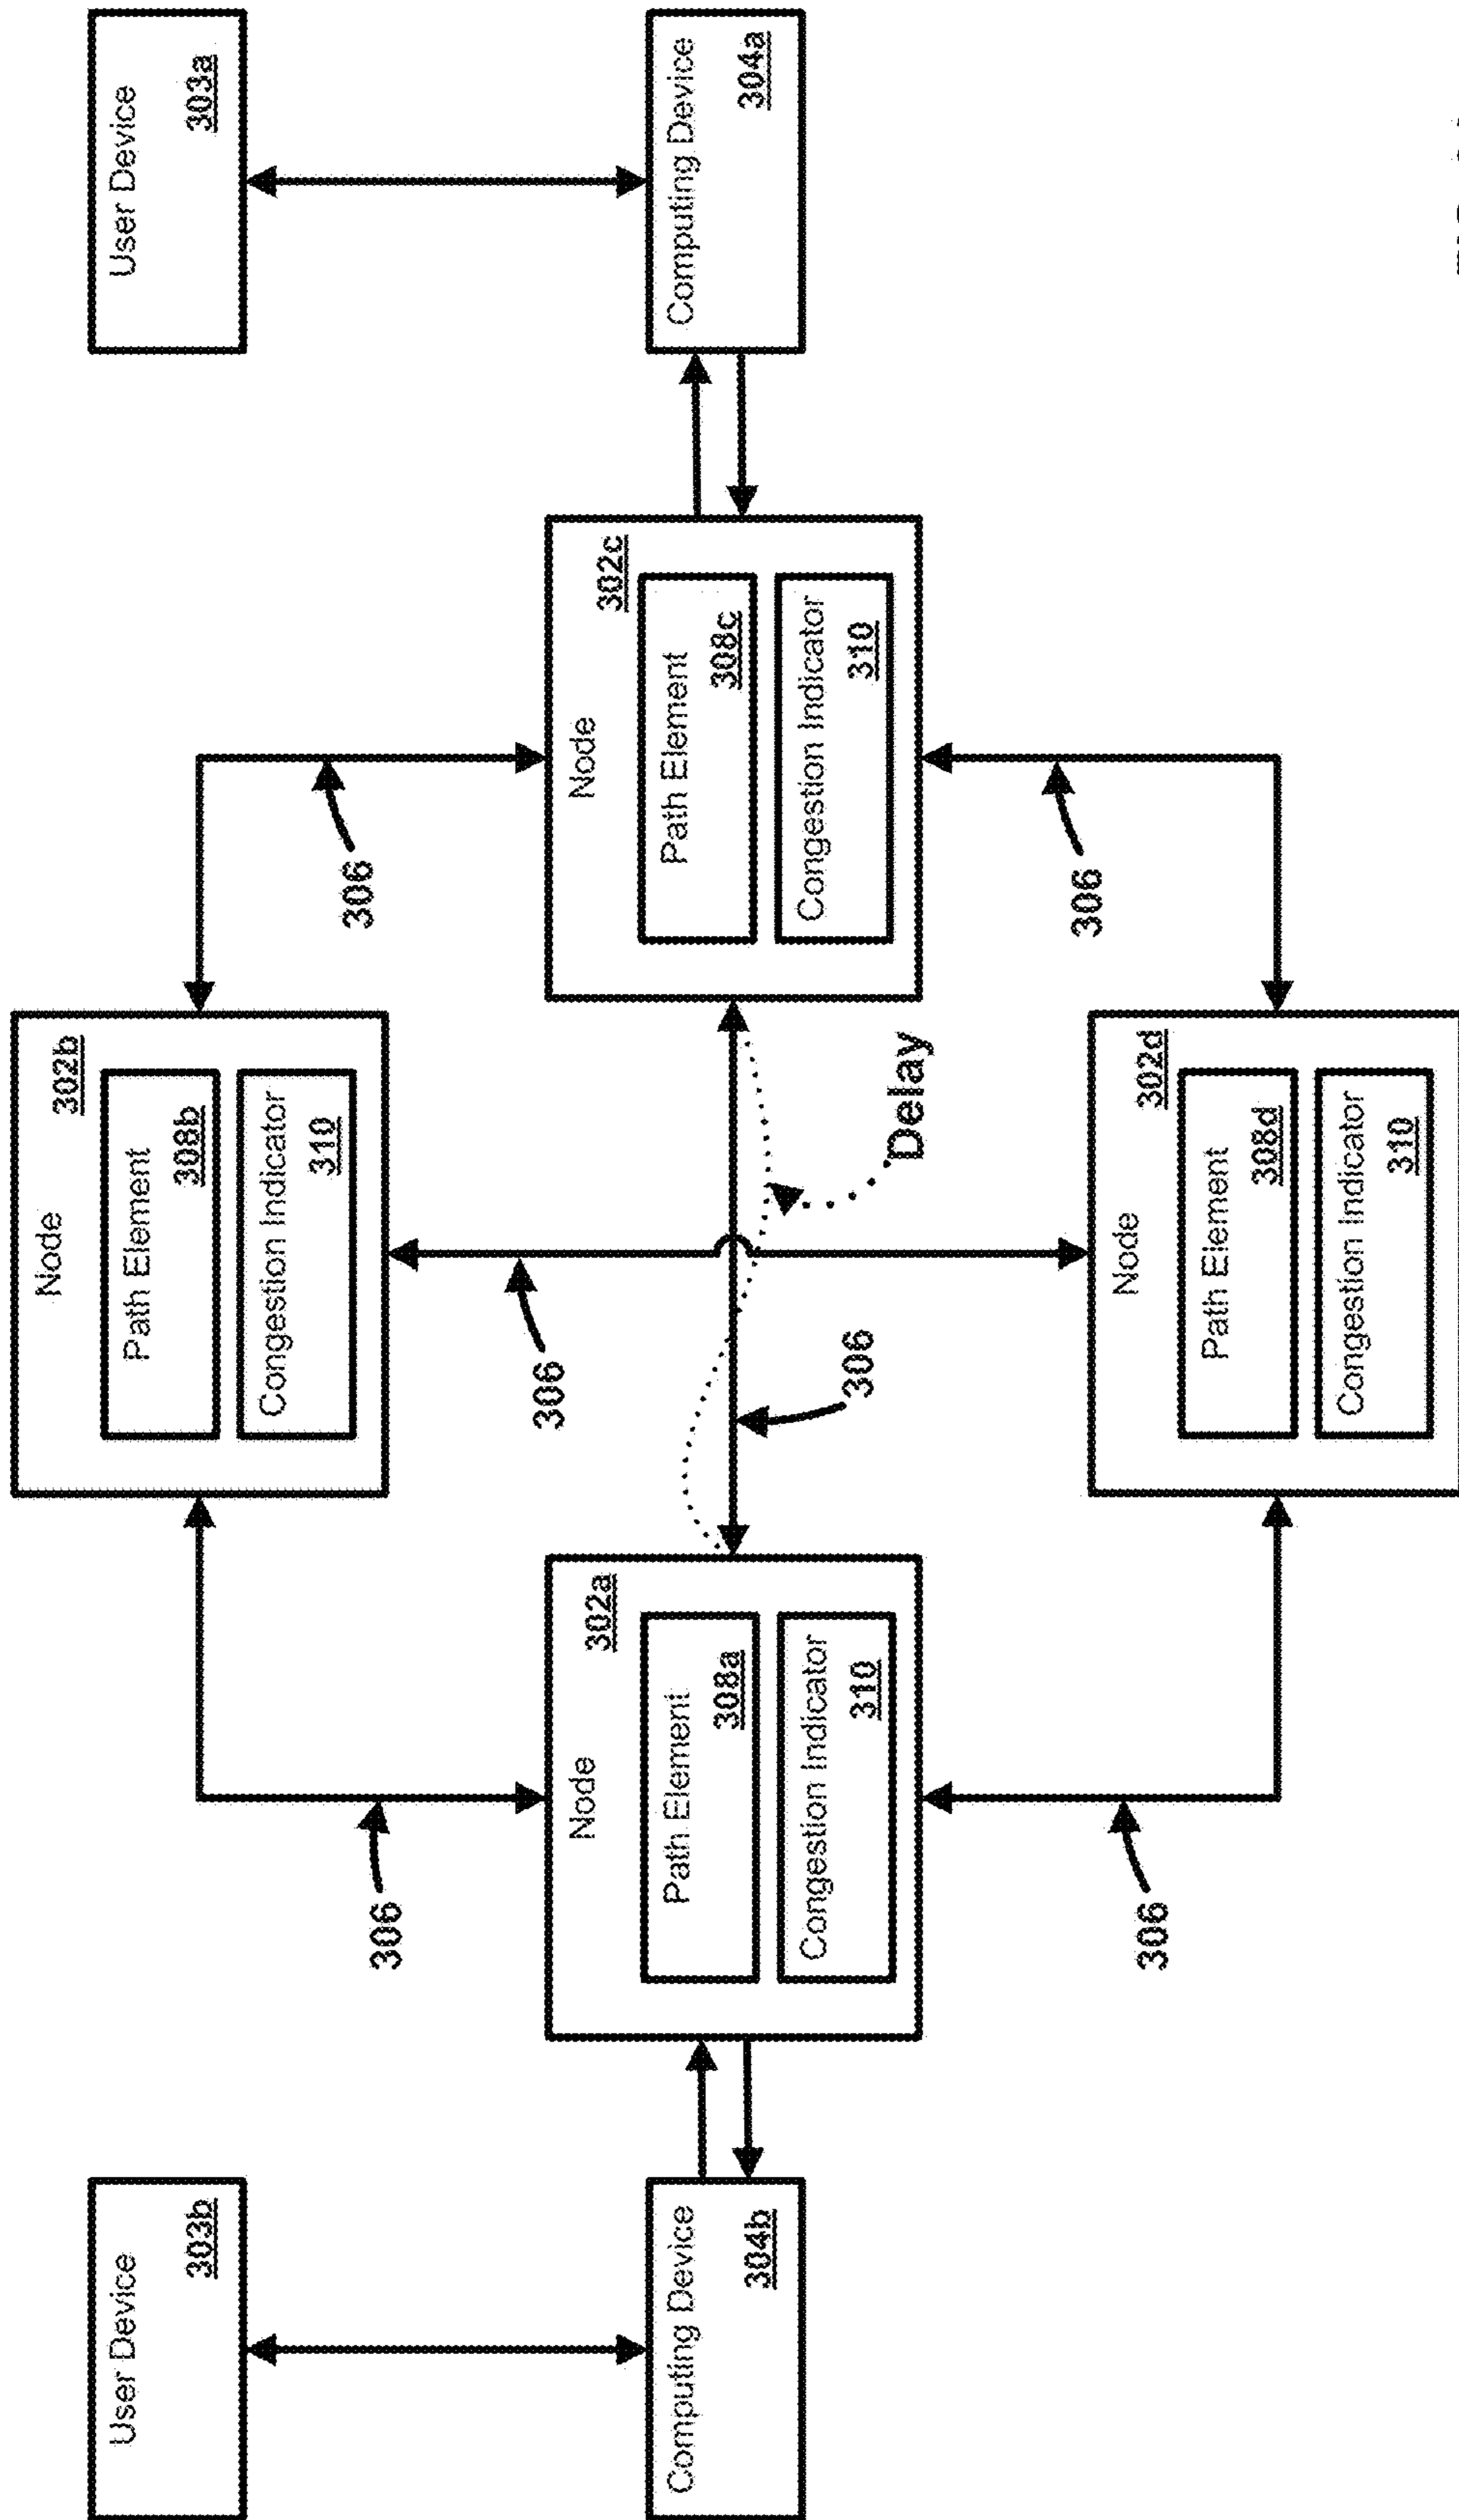 User Device
303b
User Device
303a
Computing Device
304b
Computing Device
304a
Node
302b
Path Element
308b
Congestion Indicator
310
306
306
Node
302a
Path Element
308a
Congestion Indicator
310
306
306
Delay
Node
302c
Path Element
308c
Congestion Indicator
310
306
306
Node
302d
Path Element
308d
Congestion Indicator
310